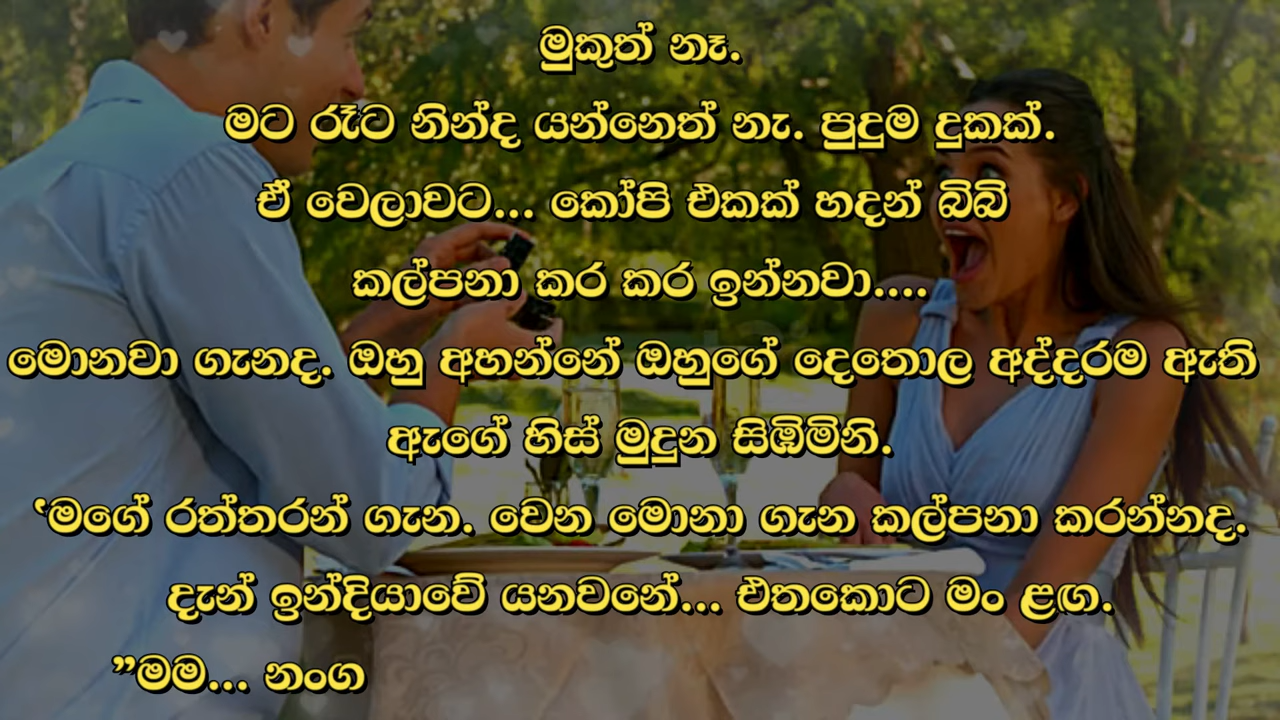 මුකුත් නෑ.
මට රෑට නින්ද යන්නෙත් නැ. පුදුම දුකක්.
ඒ වෙලාවට... කෝපි එකක් හදන් බිබි
කල්පනා කර කර ඉන්නවා....
මොනවා ගැනද. ඔහු අහන්නේ ඔහුගේ දෙතොල අද්දරම ඇති
ඇගේ හිස් මුදුන සිඹිමිනි.
‘මගේ රත්තරන් ගැන. වෙන මොනා ගැන කල්පනා කරන්නද.
දැන් ඉන්දියාවේ යනවනේ... එතකොට මං ළඟ.
”මම... නංග